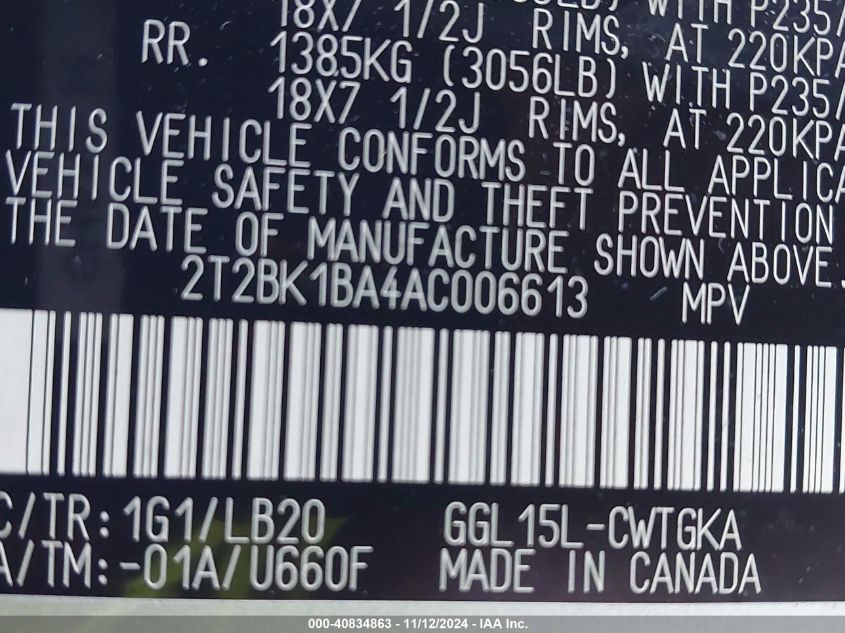 18X7 1/2J RIMS, AT 220KPA
RR. 1385KG (3056LB) WITH P235/
18X7 1/2J RIMS, AT 220KPA
THIS VEHICLE CONFORMS TO ALL APPLICA
VEHICLE SAFETY AND THEFT PREVENTION
THE DATE OF MANUFACTURE SHOWN ABOVE.
2T2BK1BA4AC006613 MPV
C/TR: 1G1/LB20 GGL15L-CWTGKA
A/TM: -01A/U660F MADE IN CANADA
000-40834863 - 11/12/2024 - IAA Inc.